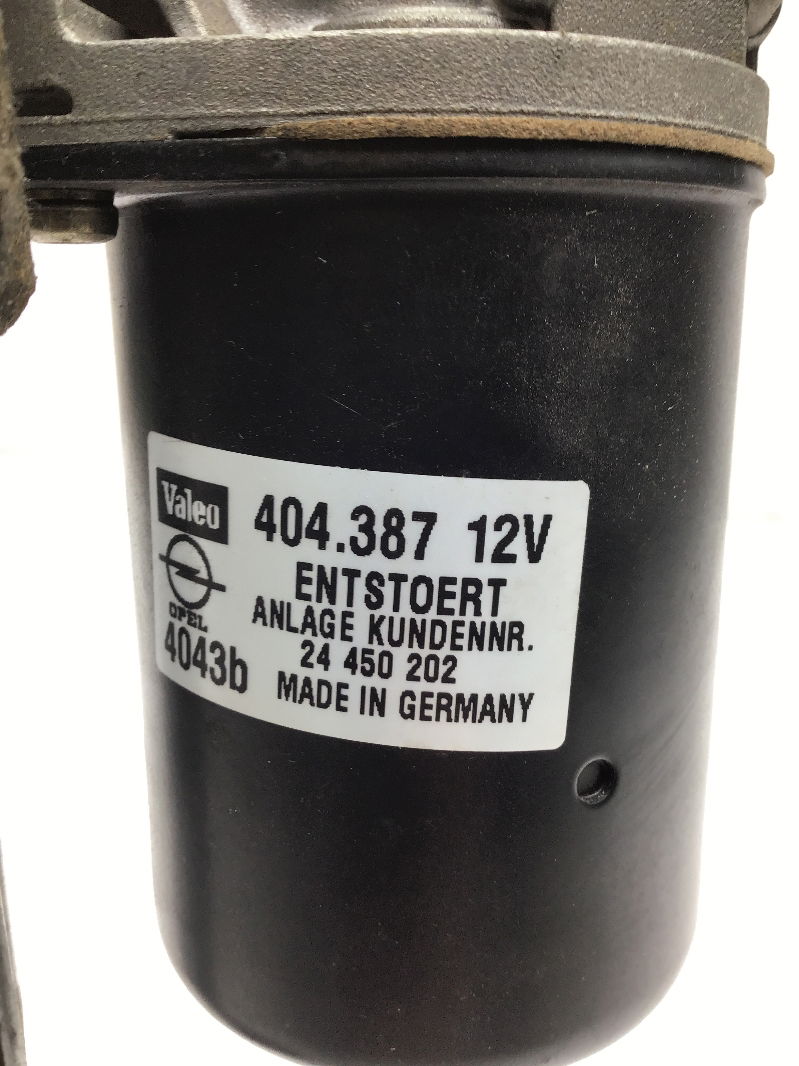 Valeo
404.387 12V
ENTSTOERT
ANLAGE KUNDENNR.
OPEL
24 450 202
4043b
MADE IN GERMANY